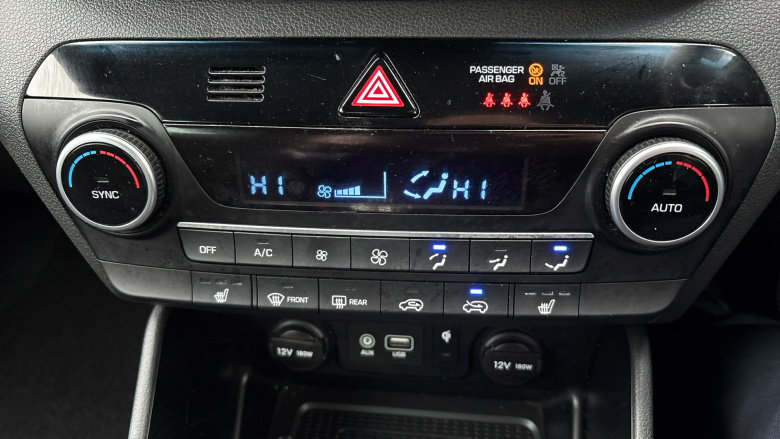 PASSENGER
AIR BAG
ON
OFF
SYNC
HI
HI
AUTO
OFF
A/C
FRONT
REAR
12V 180W
AUX
USB
12V 180W